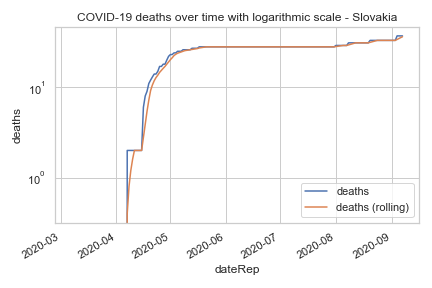 COVID-19 deaths over time with logarithmic scale - Slovakia
deaths
10¹
10⁰
deaths
deaths (rolling)
2020-03
2020-04
2020-05
2020-06
2020-07
2020-08
2020-09
dateRep